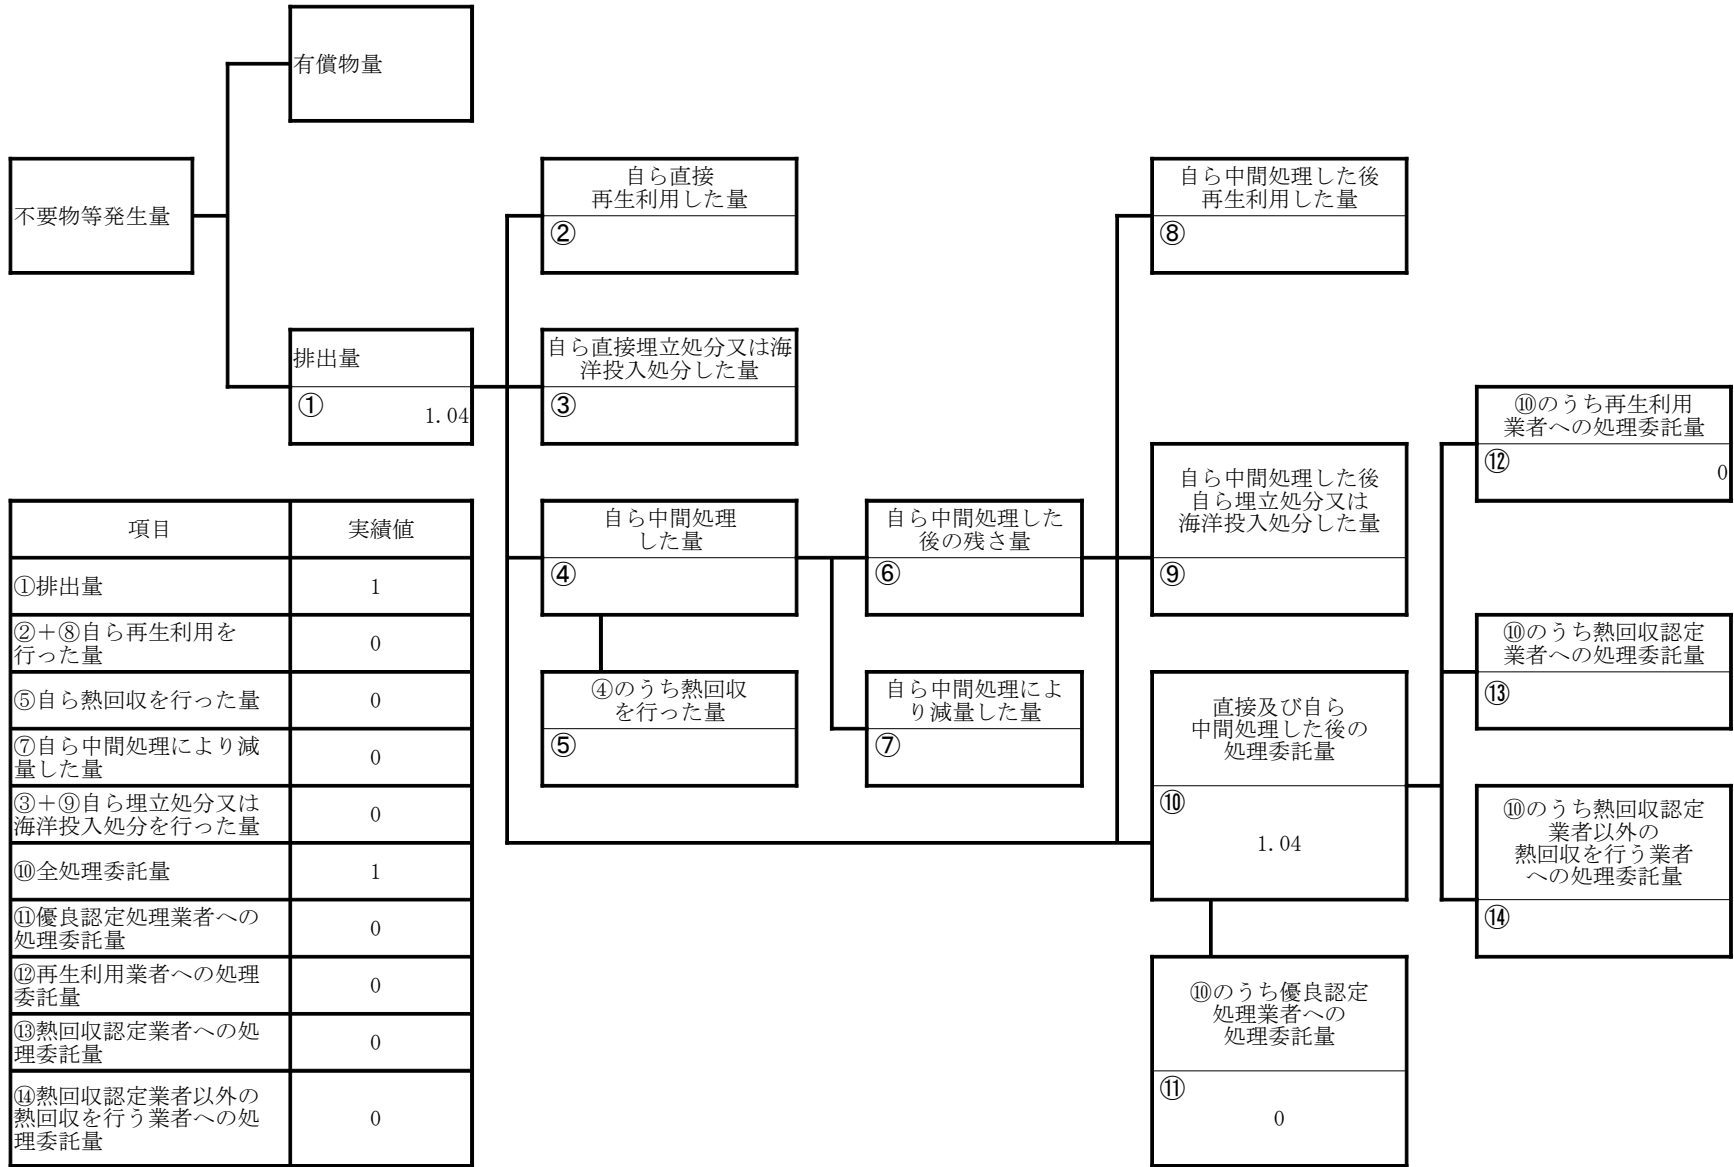 有償物量
不要物等発生量
排出量
①
1.04
自ら直接
再生利用した量
②
自ら直接埋立処分又は海
洋投入処分した量
③
自ら中間処理
した量
④
④のうち熱回収
を行った量
⑤
自ら中間処理した
後の残さ量
⑥
自ら中間処理によ
り減量した量
⑦
自ら中間処理した後
再生利用した量
⑧
自ら中間処理した後
自ら埋立処分又は
海洋投入処分した量
⑨
直接及び自ら
中間処理した後の
処理委託量
⑩
1.04
⑩のうち優良認定
処理業者への
処理委託量
⑪
0
⑩のうち再生利用
業者への処理委託量
⑫
0
⑩のうち熱回収認定
業者への処理委託量
⑬
⑩のうち熱回収認定
業者以外の
熱回収を行う業者
への処理委託量
⑭
項目 実績値
①排出量 1
②＋⑧自ら再生利用を
行った量 0
⑤自ら熱回収を行った量 0
⑦自ら中間処理により減
量した量 0
③＋⑨自ら埋立処分又は
海洋投入処分を行った量 0
⑩全処理委託量 1
⑪優良認定処理業者への
処理委託量 0
⑫再生利用業者への処理
委託量 0
⑬熱回収認定業者への処
理委託量 0
⑭熱回収認定業者以外の
熱回収を行う業者への処
理委託量 0